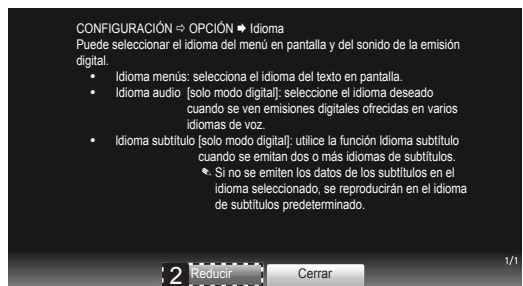 CONFIGURACIÓN ⇨ OPCIÓN ➡ Idioma
Puede seleccionar el idioma del menú en pantalla y del sonido de la emisión
digital.
• Idioma menús: selecciona el idioma del texto en pantalla.
• Idioma audio [solo modo digital]: seleccione el idioma deseado
cuando se ven emisiones digitales ofrecidas en varios
idiomas de voz.
• Idioma subtítulo [solo modo digital]: utilice la función Idioma subtítulo
cuando se emitan dos o más idiomas de subtítulos.
✎ Si no se emiten los datos de los subtítulos en el
idioma seleccionado, se reproducirán en el idioma
de subtítulos predeterminado.
1/1
2 Reducir Cerrar